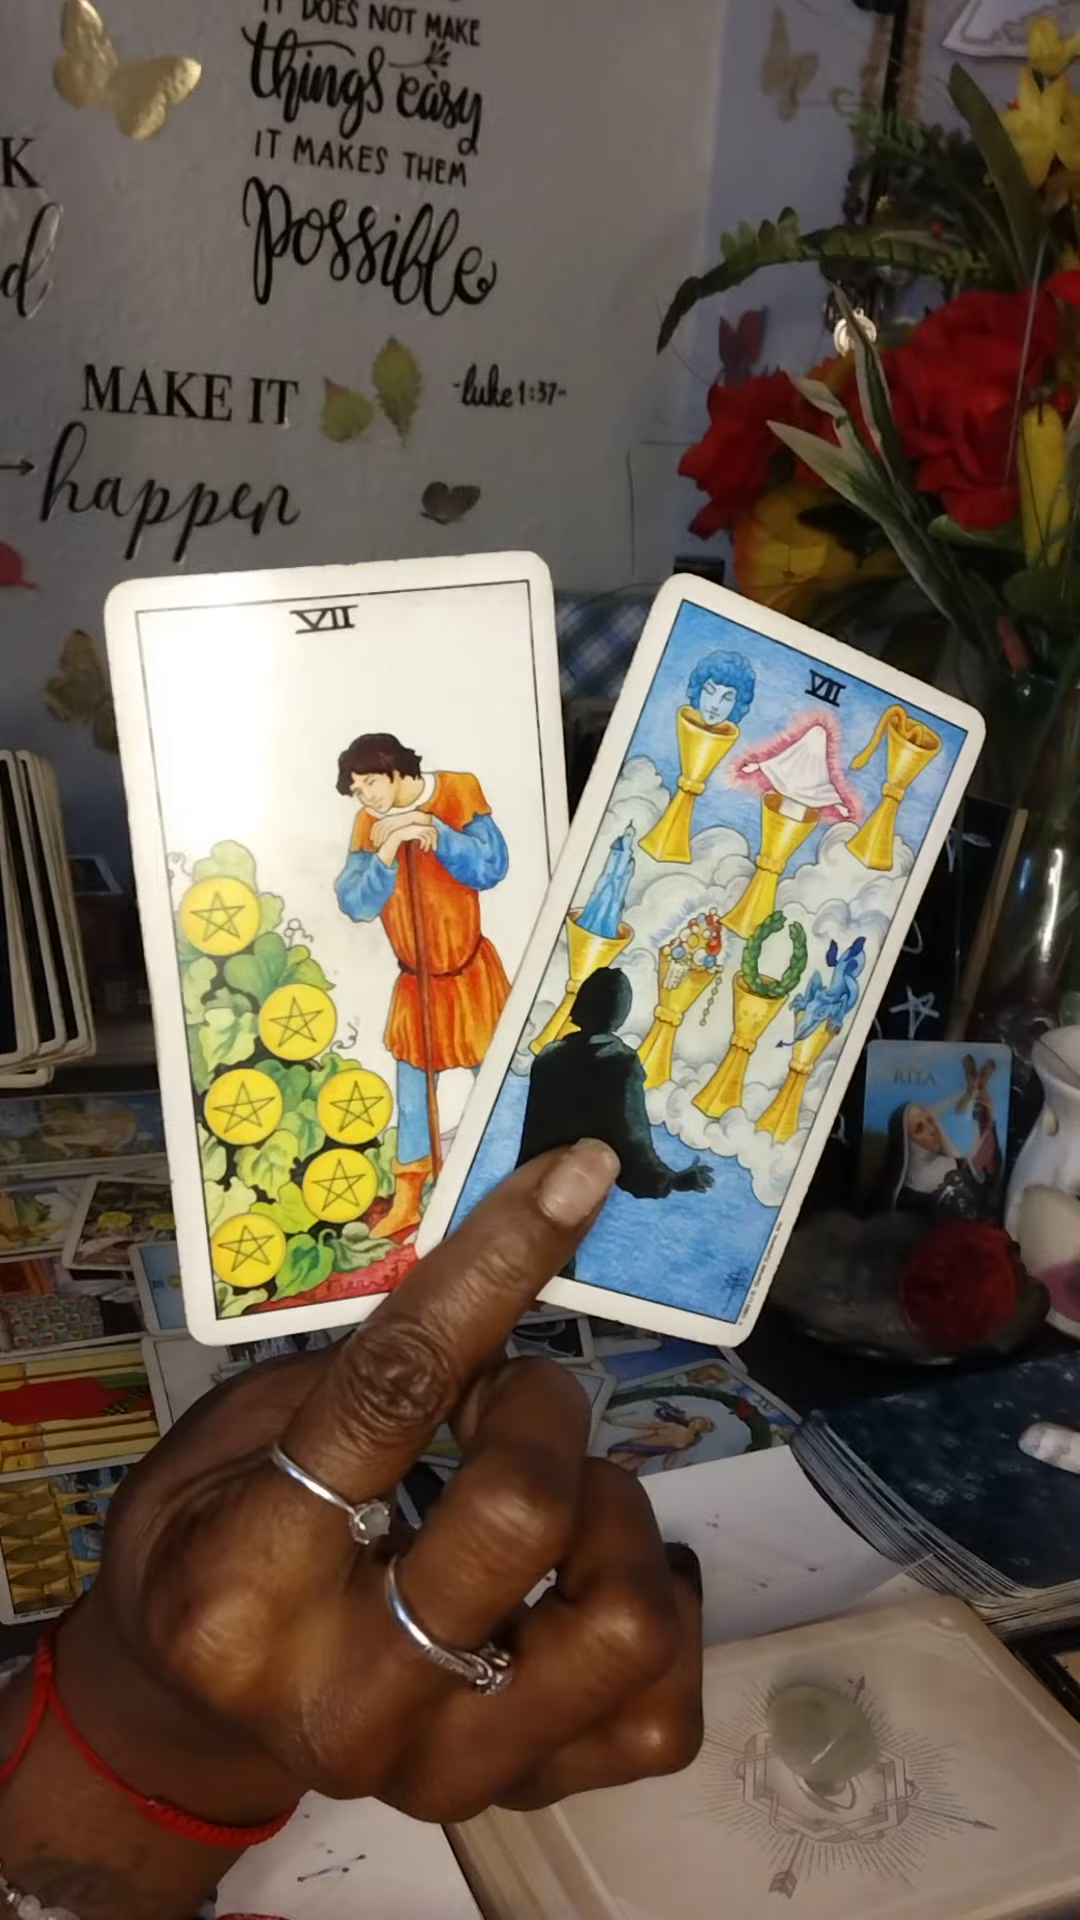 IT DOES NOT MAKE
things easy
IT MAKES THEM
possible
K
d
MAKE IT
happen
-luke 1:37-
VII
VII
RITA